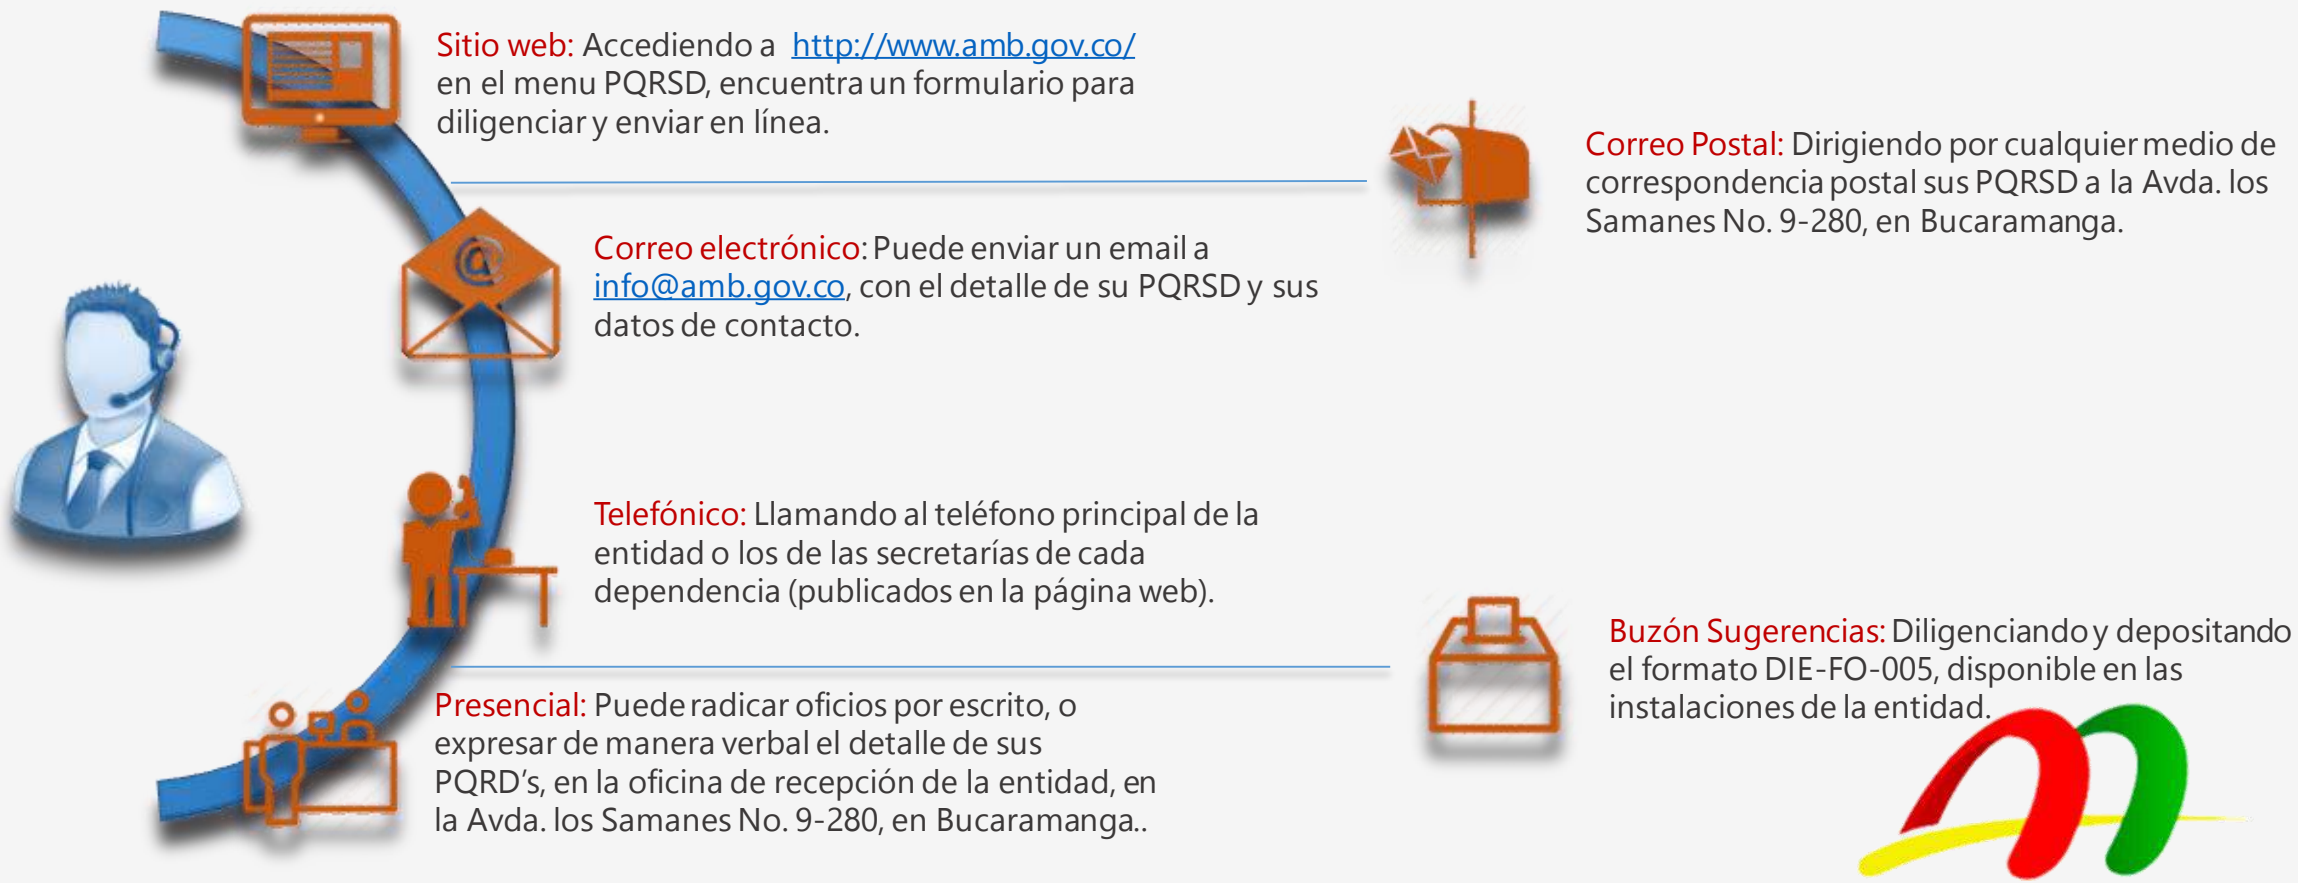 Sitio web: Accediendo a http://www.amb.gov.co/
en el menu PQRSD, encuentra un formulario para
diligenciar y enviar en línea.
Correo Postal: Dirigiendo por cualquier medio de
correspondencia postal sus PQRSD a la Avda. los
Samanes No. 9-280, en Bucaramanga.
Correo electrónico: Puede enviar un email a
info@amb.gov.co, con el detalle de su PQRSD y sus
datos de contacto.
Telefónico: Llamando al teléfono principal de la
entidad o los de las secretarías de cada
dependencia (publicados en la página web).
Buzón Sugerencias: Diligenciando y depositando
el formato DIE-FO-005, disponible en las
instalaciones de la entidad.
Presencial: Puede radicar oficios por escrito, o
expresar de manera verbal el detalle de sus
PQRD’s, en la oficina de recepción de la entidad, en
la Avda. los Samanes No. 9-280, en Bucaramanga..